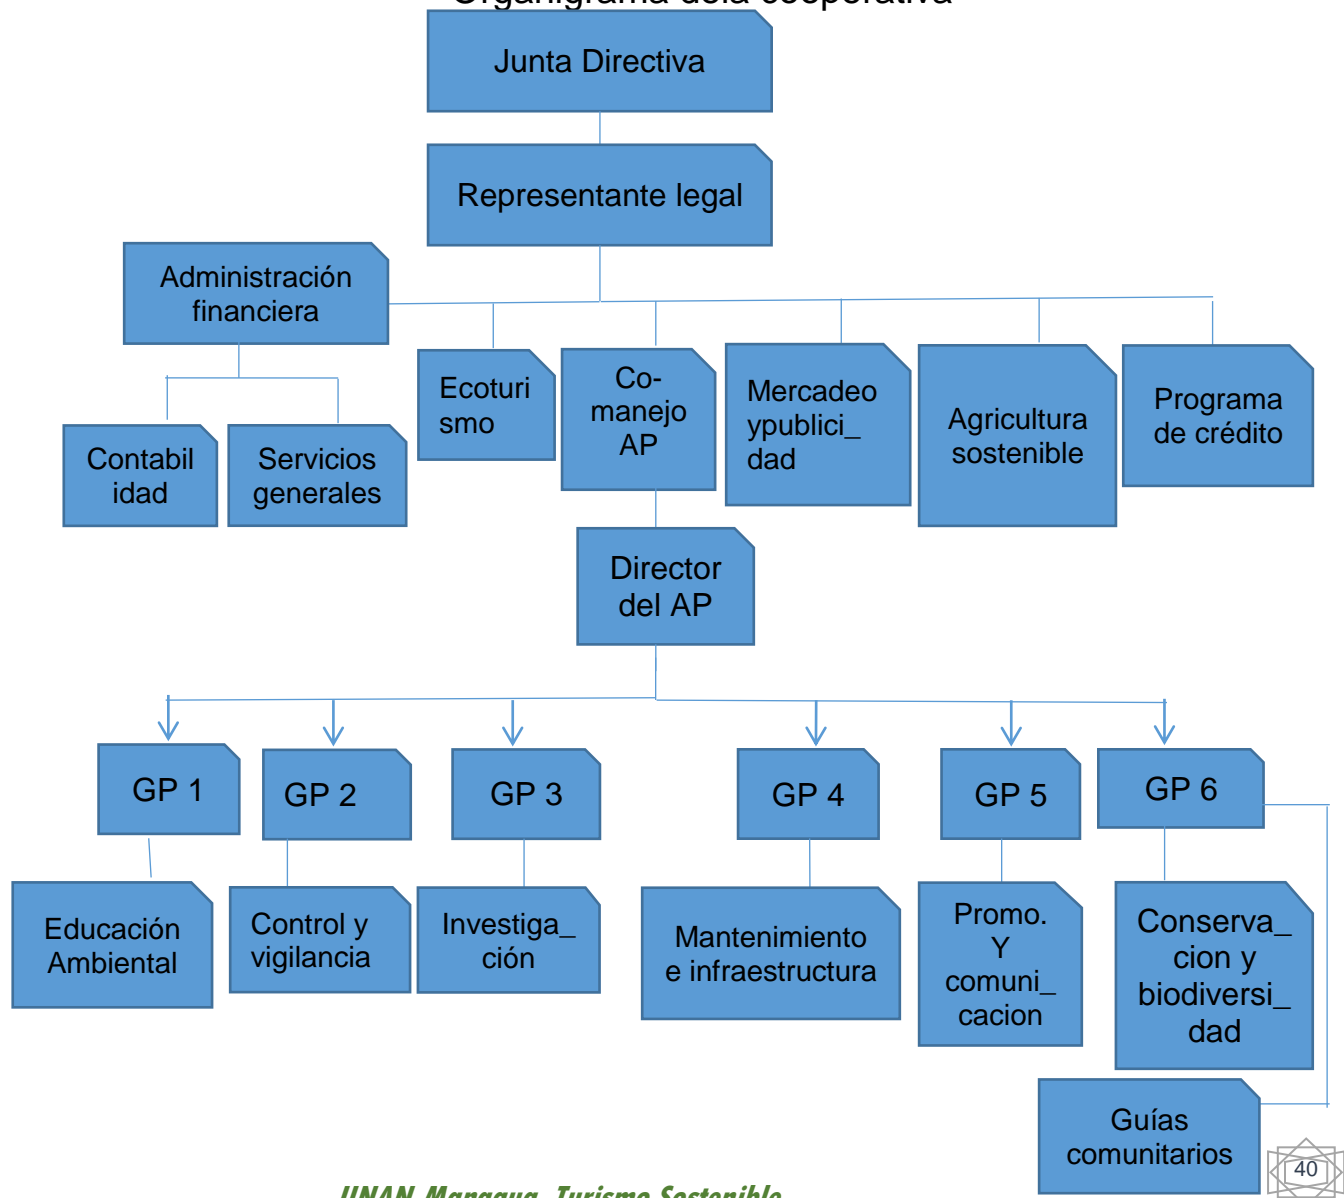 Organigrama dela cooperativa
Junta Directiva
Representante legal
Administración
financiera
Ecoturi
smo
Co-
manejo
AP
Mercadeo
ypublici_
dad
Agricultura
sostenible
Programa
de crédito
Contabil
idad
Servicios
generales
Director
del AP
GP 1
GP 2
GP 3
GP 4
GP 5
GP 6
Educación
Ambiental
Control y
vigilancia
Investiga_
ción
Mantenimiento
e infraestructura
Promo.
Y
comuni_
cacion
Conserva_
cion y
biodiversi_
dad
Guías
comunitarios
40
UNAN-Managua, Turismo Sostenible